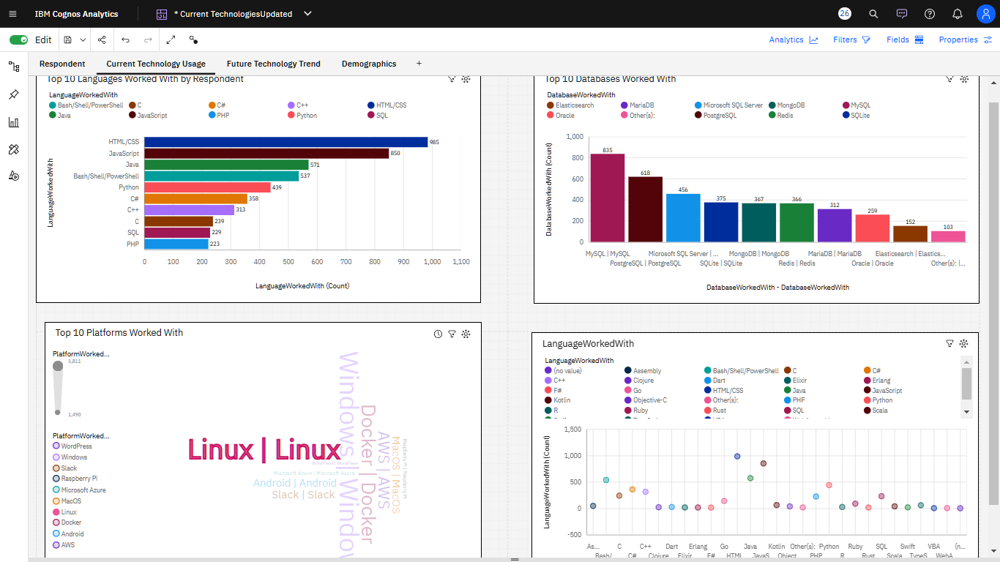 IBM Cognos Analytics
* Current TechnologiesUpdated
26
Edit
Analytics
Filters
Fields
Properties
Respondent
Current Technology Usage
Future Technology Trend
Demographics
+
Top 10 Languages Worked With by Respondent
LanguageWorkedWith
Bash/Shell/PowerShell C C# C++ HTML/CSS
Java JavaScript PHP Python SQL
LanguageWorkedWith
HTML/CSS 985
JavaScript 850
Java 571
Bash/Shell/PowerShell 537
Python 439
C# 358
C++ 313
C 239
SQL 229
PHP 223
0 100 200 300 400 500 600 700 800 900 1,000 1,100
LanguageWorkedWith (Count)
Top 10 Databases Worked With
DatabaseWorkedWith
Elasticsearch MariaDB Microsoft SQL Server MongoDB MySQL
Oracle Other(s): PostgreSQL Redis SQLite
DatabaseWorkedWith (Count)
1,000
800
600
400
200
0
835 618 456 375 367 366 312 259 152 103
MySQL | MySQL Microsoft SQL Server | ... MongoDB | MongoDB MariaDB | MariaDB Elasticsearch | Elastics...
PostgreSQL | PostgreSQL SQLite | SQLite Redis | Redis Oracle | Oracle Other(s): |...
DatabaseWorkedWith - DatabaseWorkedWith
Top 10 Platforms Worked With
PlatformWorked...
5,811
1,490
PlatformWorked...
WordPress
Windows
Slack
Raspberry Pi
Microsoft Azure
MacOS
Linux
Docker
Android
AWS
Linux | Linux
Windows | Windo
Docker | Docker
AWS | AWS
MacOS | MacOS
Raspberry Pi | Raspberry Pi
WordPress | WordPress
Microsoft Azure | Microsoft Azure
Android | Android
Slack | Slack
LanguageWorkedWith
LanguageWorkedWith
(no value) Assembly Bash/Shell/PowerShell C C#
C++ Clojure Dart Elixir Erlang
F# Go HTML/CSS Java JavaScript
Kotlin Objective-C Other(s): PHP Python
R Ruby Rust SQL Scala
LanguageWorkedWith (Count)
1,500
1,000
500
0
-500
As... C C++ Dart Erlang Go Java Kotlin Other(s): Python Ruby SQL Swift VBA (n...
Bash/ C# Clojure Elixir F# HTML JavaS Object PHP R Rust Scala TypeS WebA